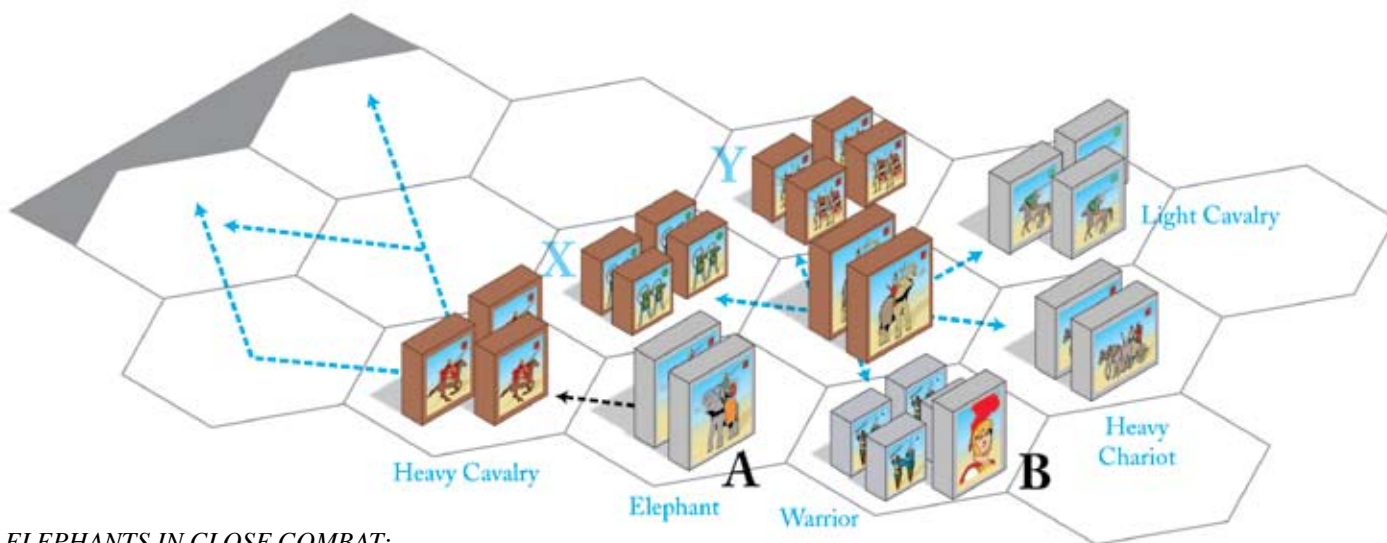 Y
X
Light Cavalry
Heavy
Chariot
Heavy Cavalry
A
B
Elephant
Warrior
ELEPHANTS IN CLOSE COMBAT: